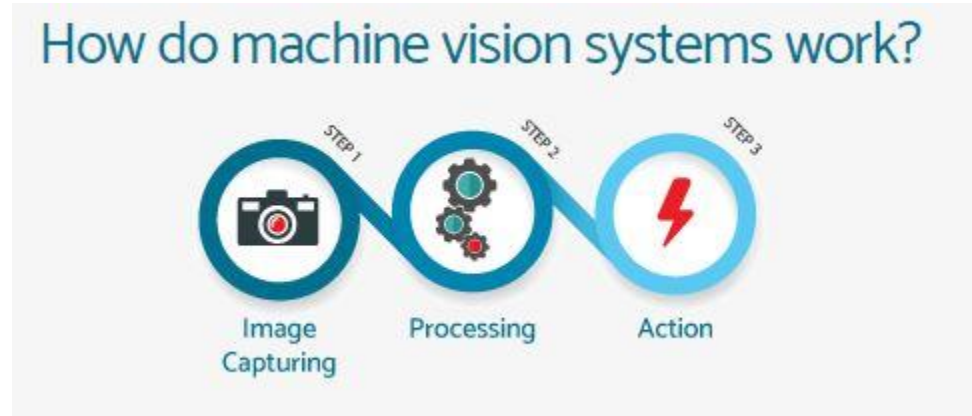 How do machine vision systems work?
STEP 1
STEP 2
STEP 3
Image
Capturing
Processing
Action